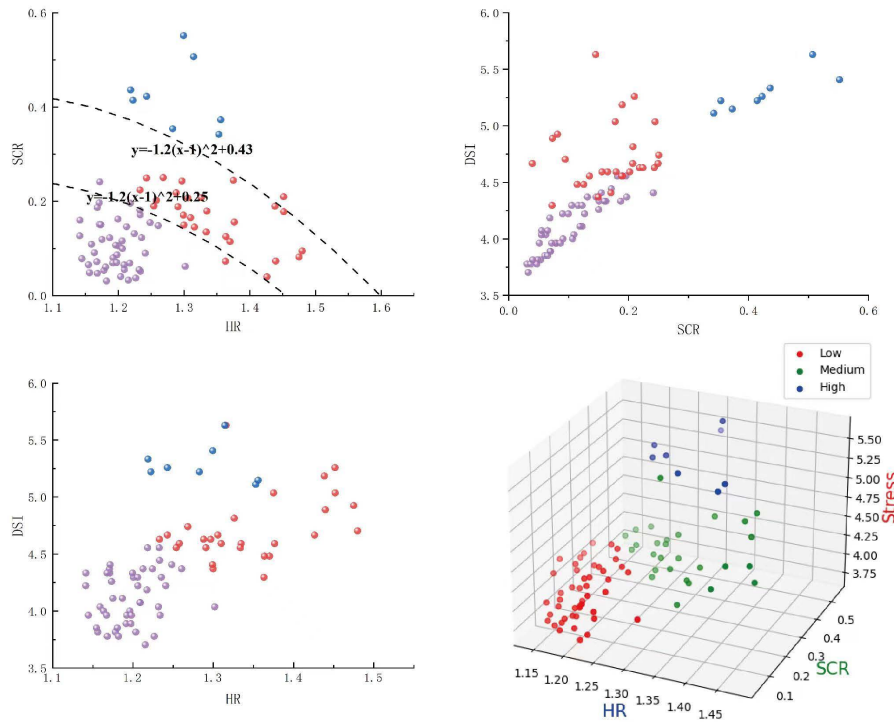 0.6
0.4
0.2
0.0
SCR
y=-1.2(x-1)^2+0.43
y=-1.2(x-1)^2+0.25
1.1 1.2 1.3 1.4 1.5 1.6
HR
6.0
5.5
5.0
4.5
4.0
3.5
DSI
0.0 0.2 0.4 0.6
SCR
6.0
5.5
5.0
4.5
4.0
3.5
DSI
1.1 1.2 1.3 1.4 1.5
HR
Low
Medium
High
5.50
5.25
5.00
4.75
4.50
4.25
4.00
3.75
Stress
0.5
0.4
0.3
0.2
0.1
SCR
1.15 1.20 1.25 1.30 1.35 1.40 1.45
HR